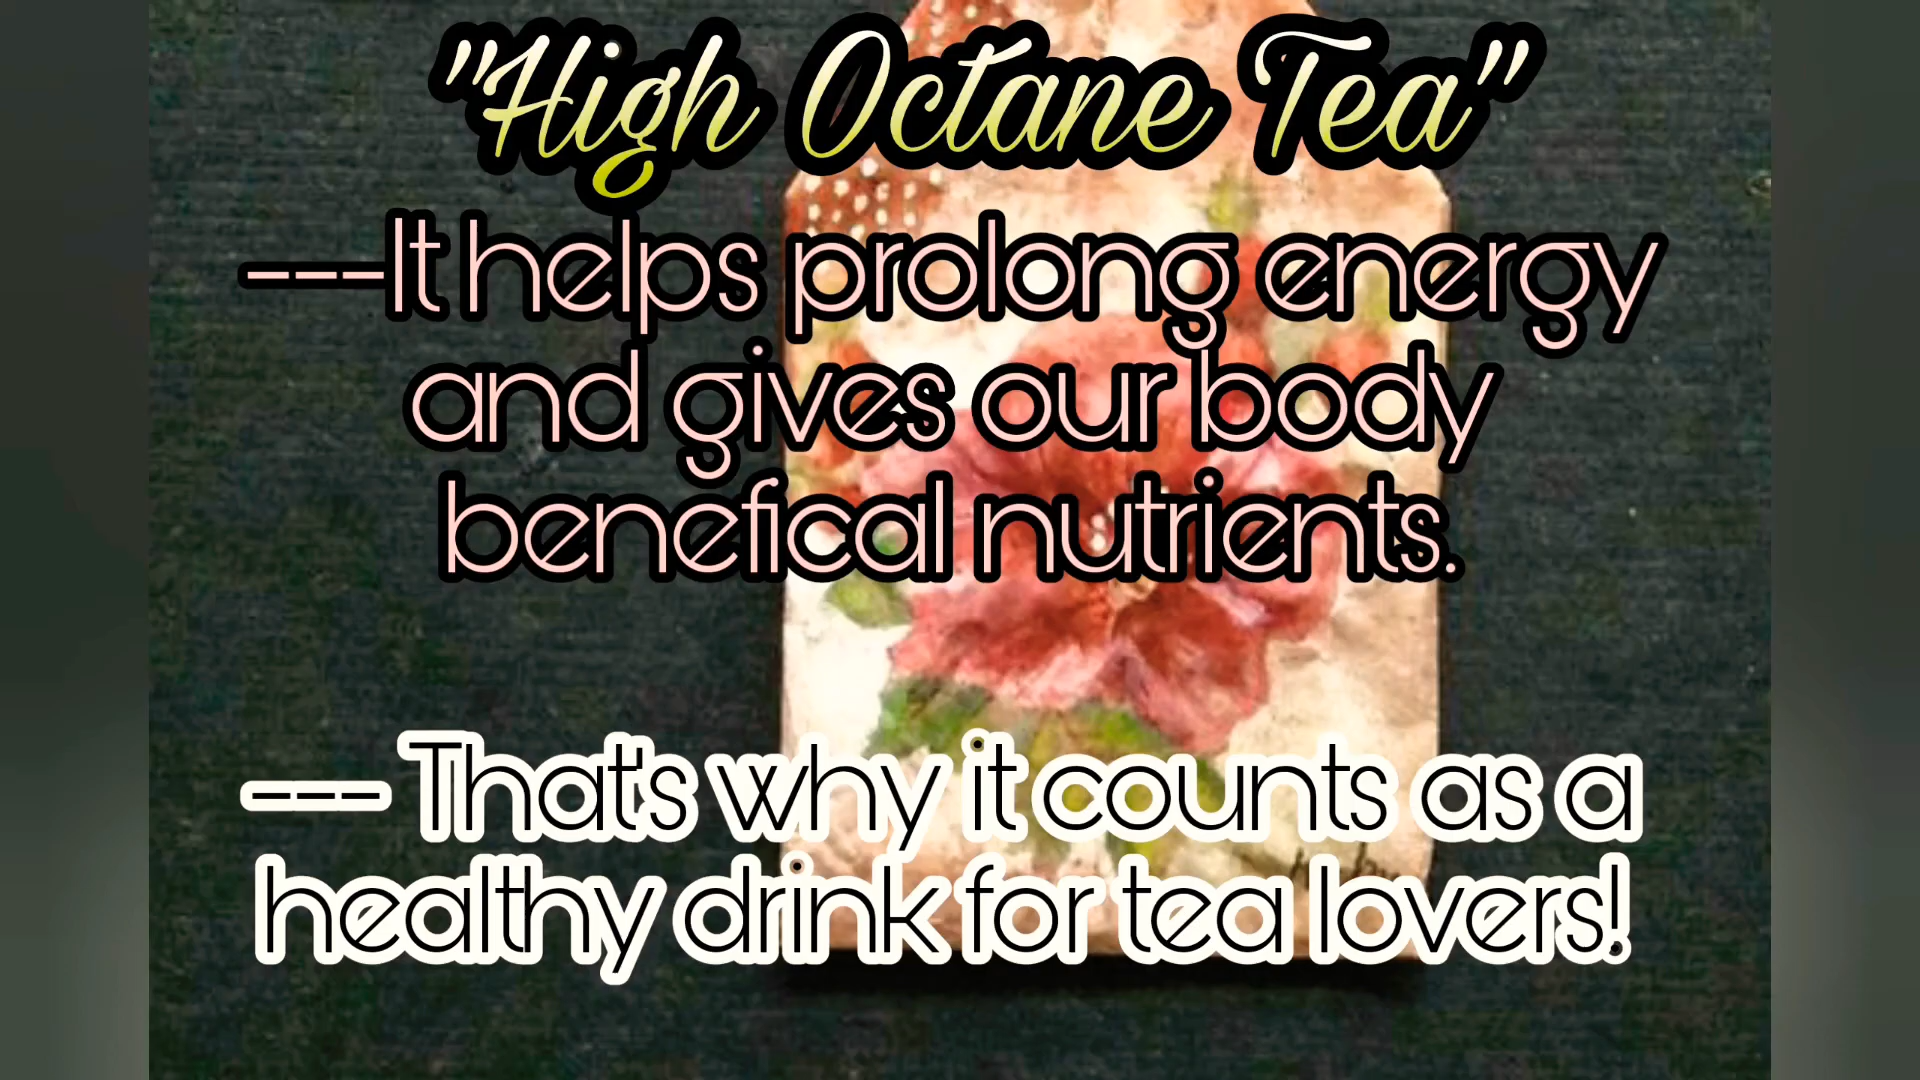 "High Octane Tea"
---It helps prolong energy
and gives our body
benefical nutrients.
--- That's why it counts as a
healthy drink for tea lovers!